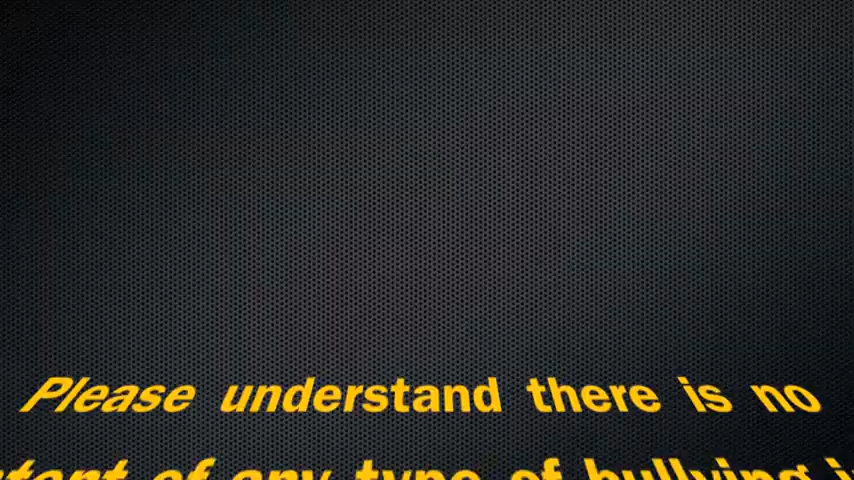 Please understand there is no
of any type of bullying